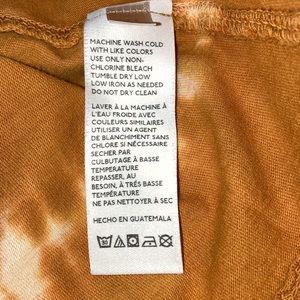 MACHINE WASH COLD
WITH LIKE COLORS
USE ONLY NON-
CHLORINE BLEACH
TUMBLE DRY LOW
LOW IRON AS NEEDED
DO NOT DRY CLEAN
LAVER À LA MACHINE À
L'EAU FROIDE AVEC
COULEURS SIMILAIRES
UTILISER UN AGENT
DE BLANCHIMENT SANS
CHLORE SI NÉCESSAIRE
SECHER PAR
CULBUTAGE À BASSE
TEMPERATURE
REPASSER, AU
BESOIN, À TRÉS BASSE
TEMPÉRATURE
NE PAS NETTOYER À SEC
HECHO EN GUATEMALA